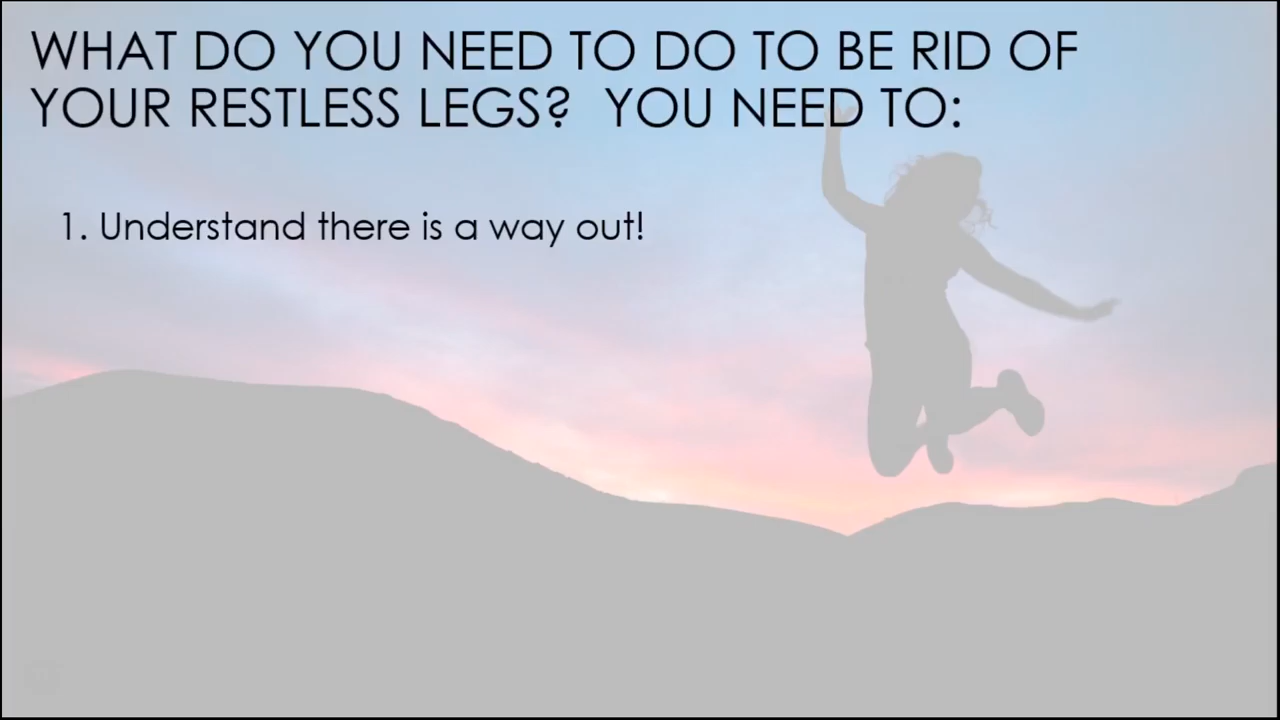 WHAT DO YOU NEED TO DO TO BE RID OF
YOUR RESTLESS LEGS?  YOU NEED TO:
1. Understand there is a way out!